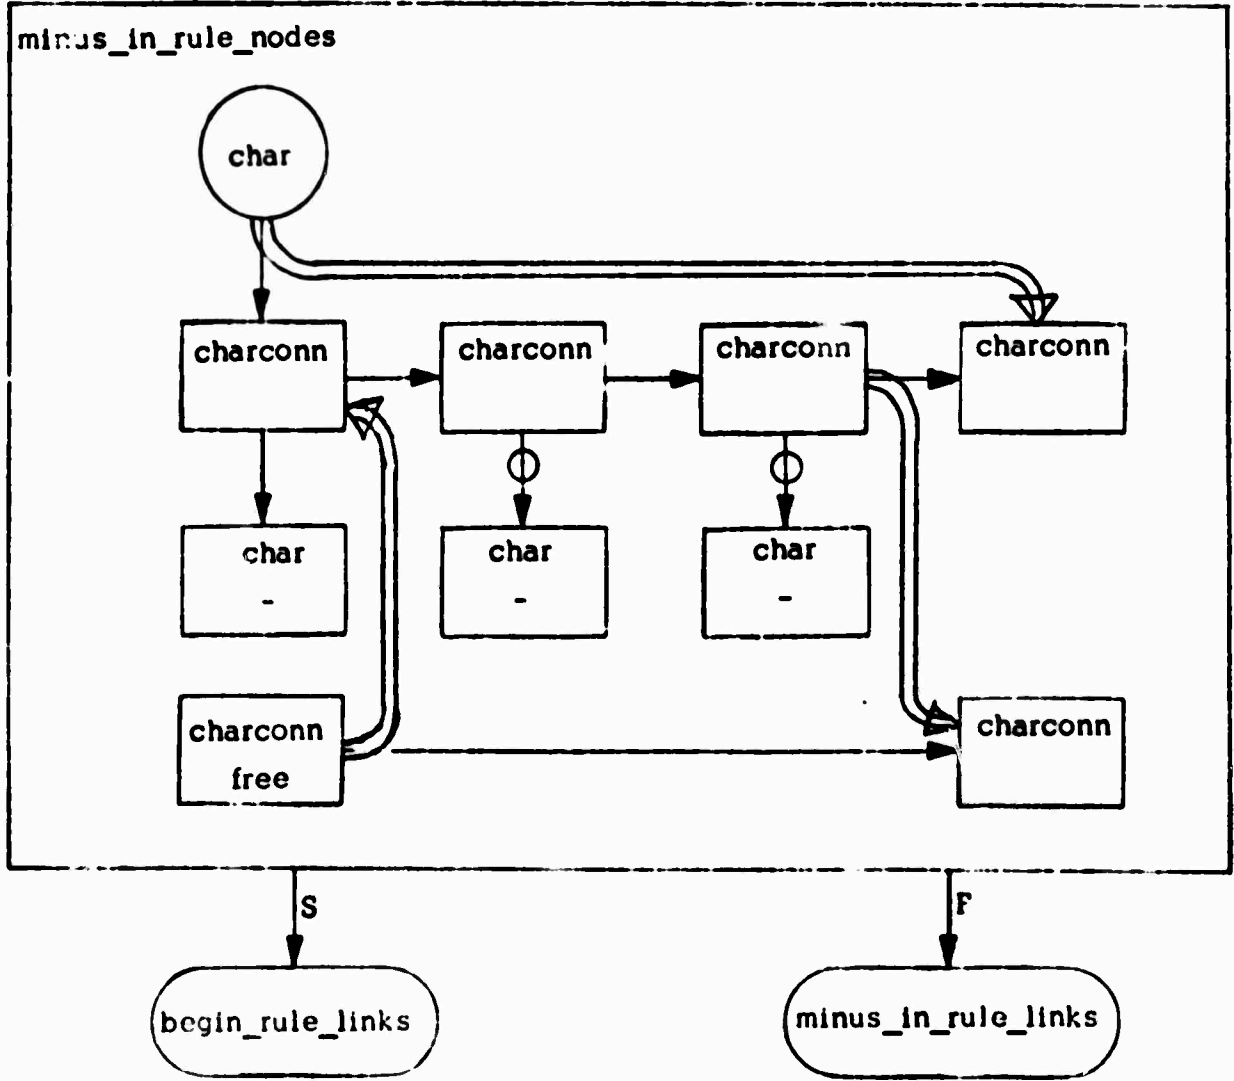 minus_in_rule_nodes
char
charconn
charconn
charconn
charconn
char
-
char
-
char
-
charconn
free
charconn
S
F
begin_rule_links
minus_in_rule_links